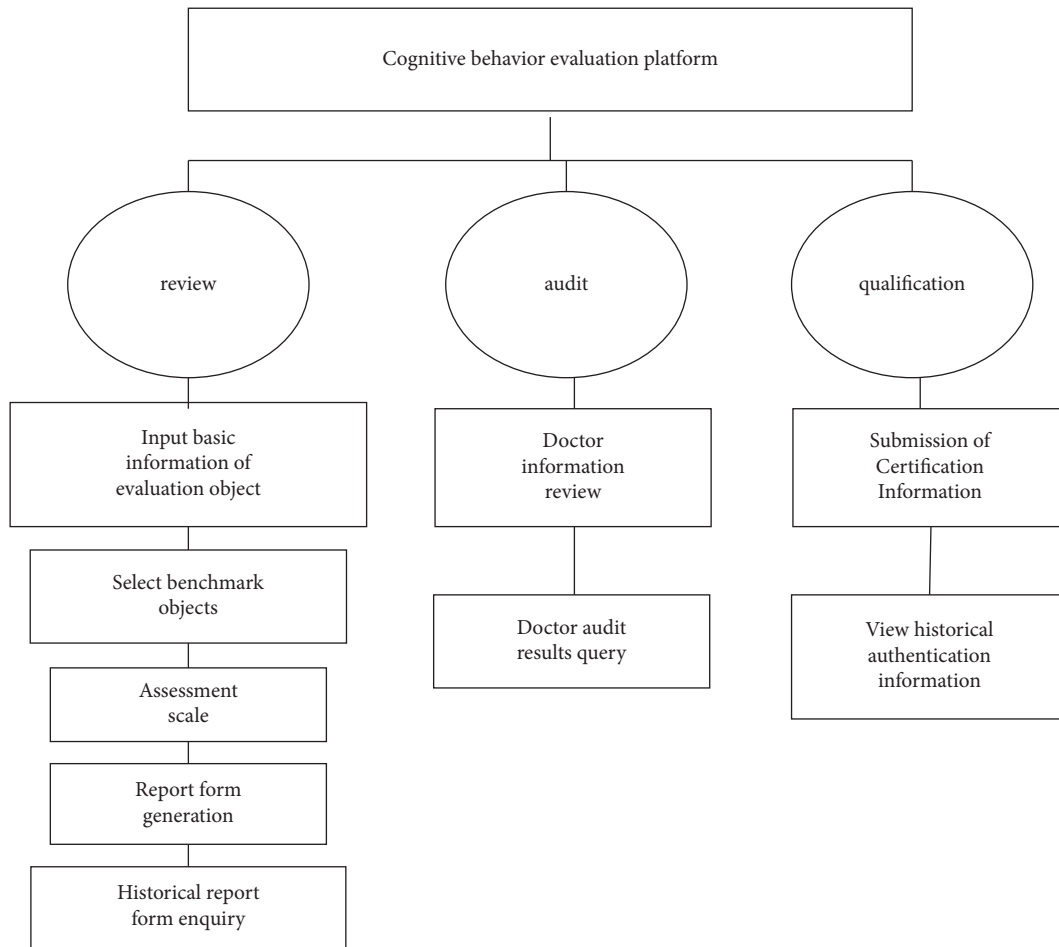 Cognitive behavior evaluation platform
review
audit
qualification
Input basic
information of
evaluation object
Select benchmark
objects
Assessment
scale
Report form
generation
Historical report
form enquiry
Doctor
information
review
Doctor audit
results query
Submission of
Certification
Information
View historical
authentication
information